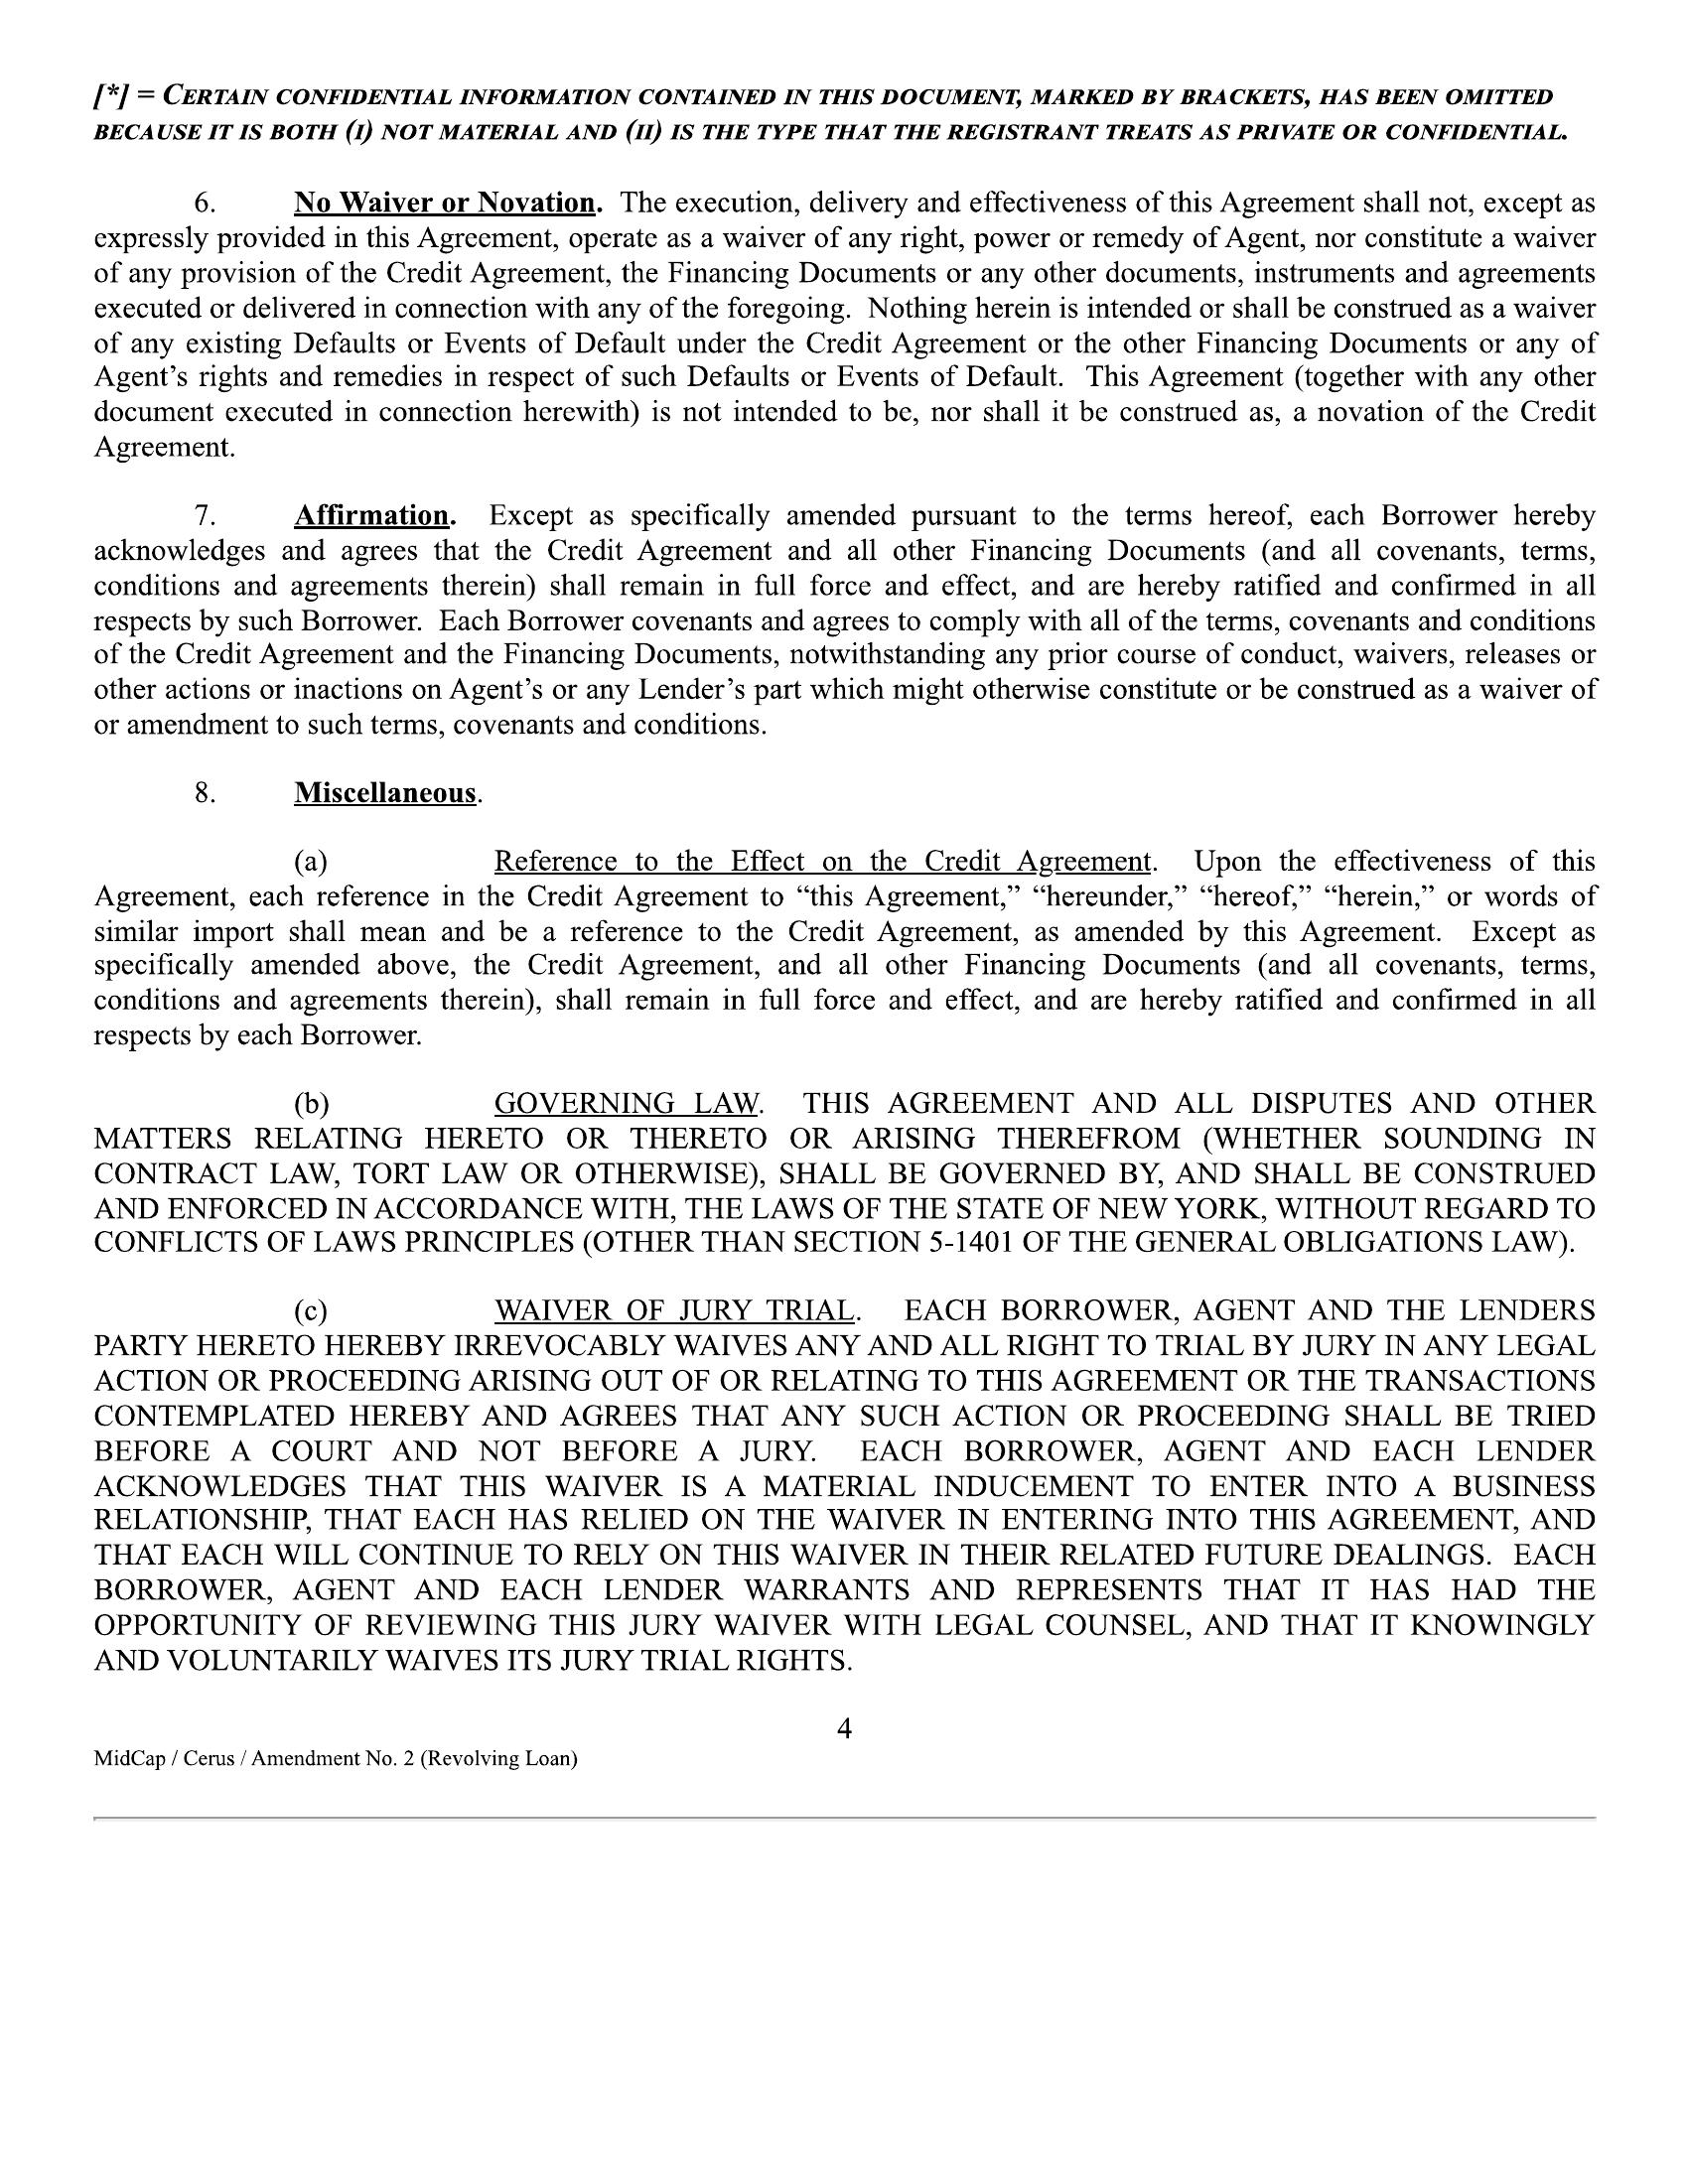 [*] = CERTAIN CONFIDENTIAL INFORMATION CONTAINED IN THIS DOCUMENT, MARKED BY BRACKETS, HAS BEEN OMITTED
BECAUSE IT IS BOTH (I) NOT MATERIAL AND (II) IS THE TYPE THAT THE REGISTRANT TREATS AS PRIVATE OR CONFIDENTIAL.
6. No Waiver or Novation. The execution, delivery and effectiveness of this Agreement shall not, except as
expressly provided in this Agreement, operate as a waiver of any right, power or remedy of Agent, nor constitute a waiver
of any provision of the Credit Agreement, the Financing Documents or any other documents, instruments and agreements
executed or delivered in connection with any of the foregoing. Nothing herein is intended or shall be construed as a waiver
of any existing Defaults or Events of Default under the Credit Agreement or the other Financing Documents or any of
Agent’s rights and remedies in respect of such Defaults or Events of Default. This Agreement (together with any other
document executed in connection herewith) is not intended to be, nor shall it be construed as, a novation of the Credit
Agreement.
7. Affirmation. Except as specifically amended pursuant to the terms hereof, each Borrower hereby
acknowledges and agrees that the Credit Agreement and all other Financing Documents (and all covenants, terms,
conditions and agreements therein) shall remain in full force and effect, and are hereby ratified and confirmed in all
respects by such Borrower. Each Borrower covenants and agrees to comply with all of the terms, covenants and conditions
of the Credit Agreement and the Financing Documents, notwithstanding any prior course of conduct, waivers, releases or
other actions or inactions on Agent’s or any Lender’s part which might otherwise constitute or be construed as a waiver of
or amendment to such terms, covenants and conditions.
8. Miscellaneous.
(a) Reference to the Effect on the Credit Agreement. Upon the effectiveness of this
Agreement, each reference in the Credit Agreement to “this Agreement,” “hereunder,” “hereof,” “herein,” or words of
similar import shall mean and be a reference to the Credit Agreement, as amended by this Agreement. Except as
specifically amended above, the Credit Agreement, and all other Financing Documents (and all covenants, terms,
conditions and agreements therein), shall remain in full force and effect, and are hereby ratified and confirmed in all
respects by each Borrower.
(b) GOVERNING LAW. THIS AGREEMENT AND ALL DISPUTES AND OTHER
MATTERS RELATING HERETO OR THERETO OR ARISING THEREFROM (WHETHER SOUNDING IN
CONTRACT LAW, TORT LAW OR OTHERWISE), SHALL BE GOVERNED BY, AND SHALL BE CONSTRUED
AND ENFORCED IN ACCORDANCE WITH, THE LAWS OF THE STATE OF NEW YORK, WITHOUT REGARD TO
CONFLICTS OF LAWS PRINCIPLES (OTHER THAN SECTION 5-1401 OF THE GENERAL OBLIGATIONS LAW).
(c) WAIVER OF JURY TRIAL. EACH BORROWER, AGENT AND THE LENDERS
PARTY HERETO HEREBY IRREVOCABLY WAIVES ANY AND ALL RIGHT TO TRIAL BY JURY IN ANY LEGAL
ACTION OR PROCEEDING ARISING OUT OF OR RELATING TO THIS AGREEMENT OR THE TRANSACTIONS
CONTEMPLATED HEREBY AND AGREES THAT ANY SUCH ACTION OR PROCEEDING SHALL BE TRIED
BEFORE A COURT AND NOT BEFORE A JURY. EACH BORROWER, AGENT AND EACH LENDER
ACKNOWLEDGES THAT THIS WAIVER IS A MATERIAL INDUCEMENT TO ENTER INTO A BUSINESS
RELATIONSHIP, THAT EACH HAS RELIED ON THE WAIVER IN ENTERING INTO THIS AGREEMENT, AND
THAT EACH WILL CONTINUE TO RELY ON THIS WAIVER IN THEIR RELATED FUTURE DEALINGS. EACH
BORROWER, AGENT AND EACH LENDER WARRANTS AND REPRESENTS THAT IT HAS HAD THE
OPPORTUNITY OF REVIEWING THIS JURY WAIVER WITH LEGAL COUNSEL, AND THAT IT KNOWINGLY
AND VOLUNTARILY WAIVES ITS JURY TRIAL RIGHTS.
4
MidCap / Cerus / Amendment No. 2 (Revolving Loan)